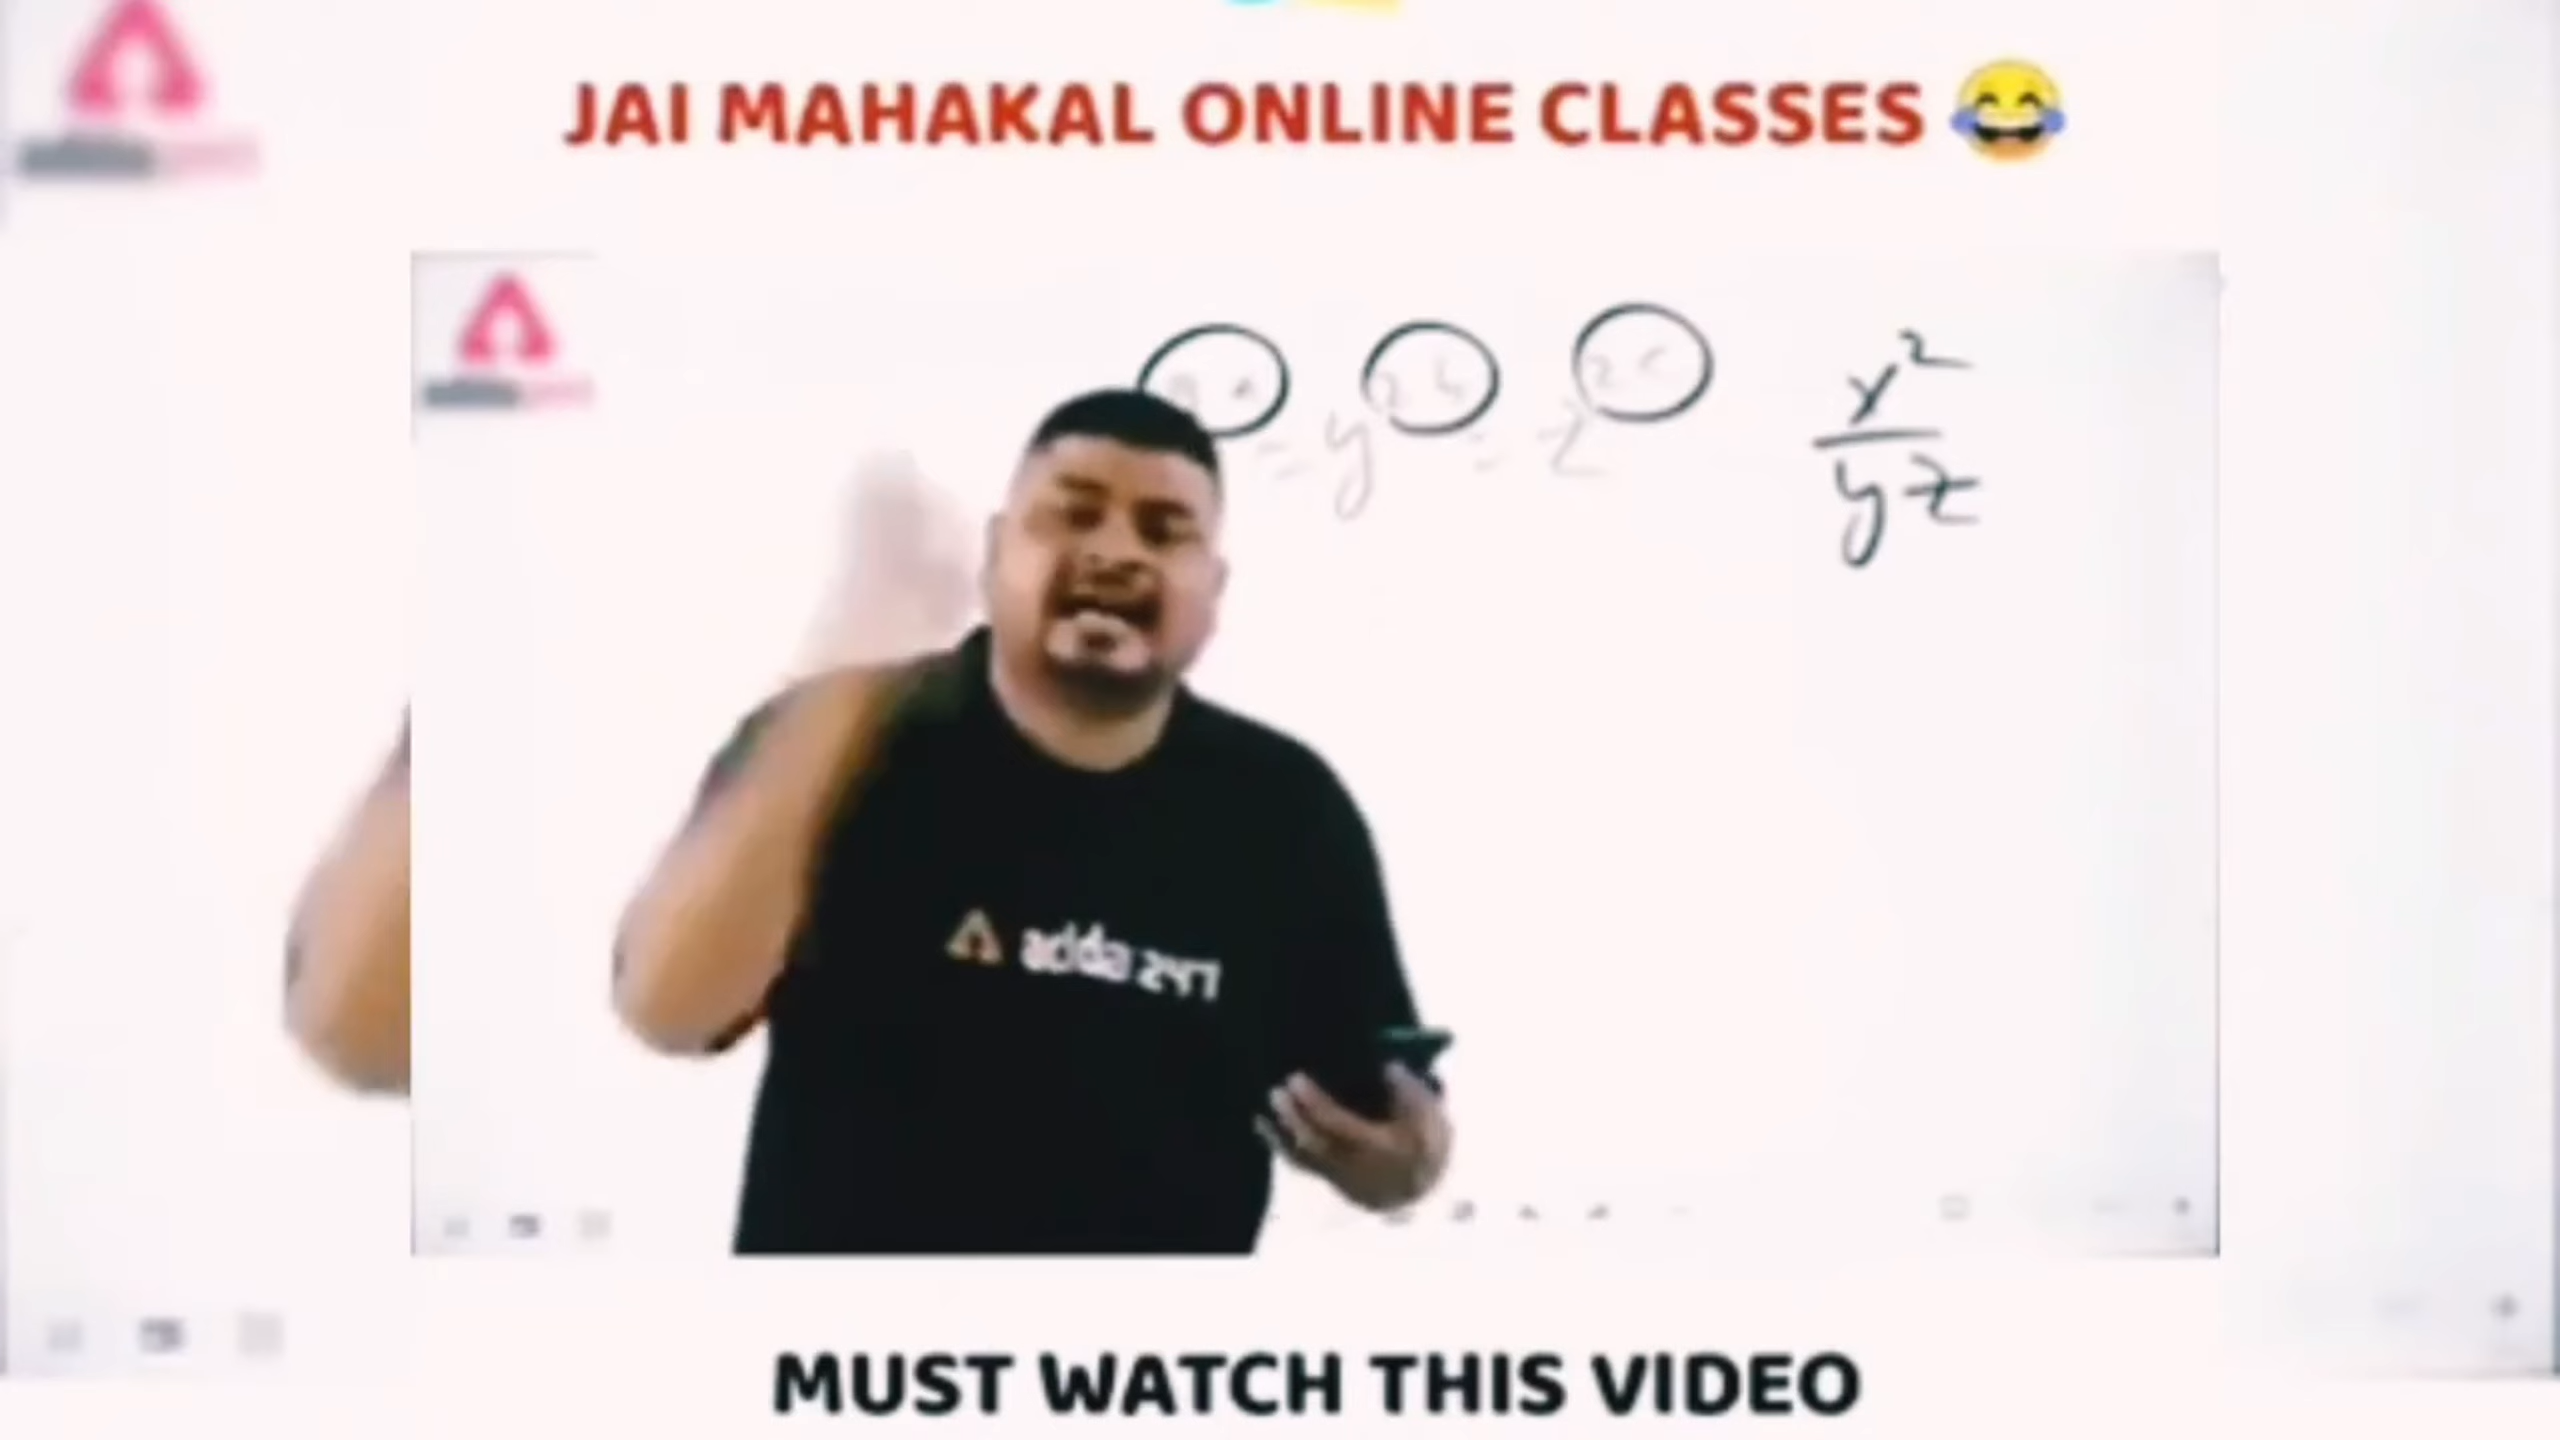 JAI MAHAKAL ONLINE CLASSES 😂
= y = z
x²
yz
adda 247
MUST WATCH THIS VIDEO